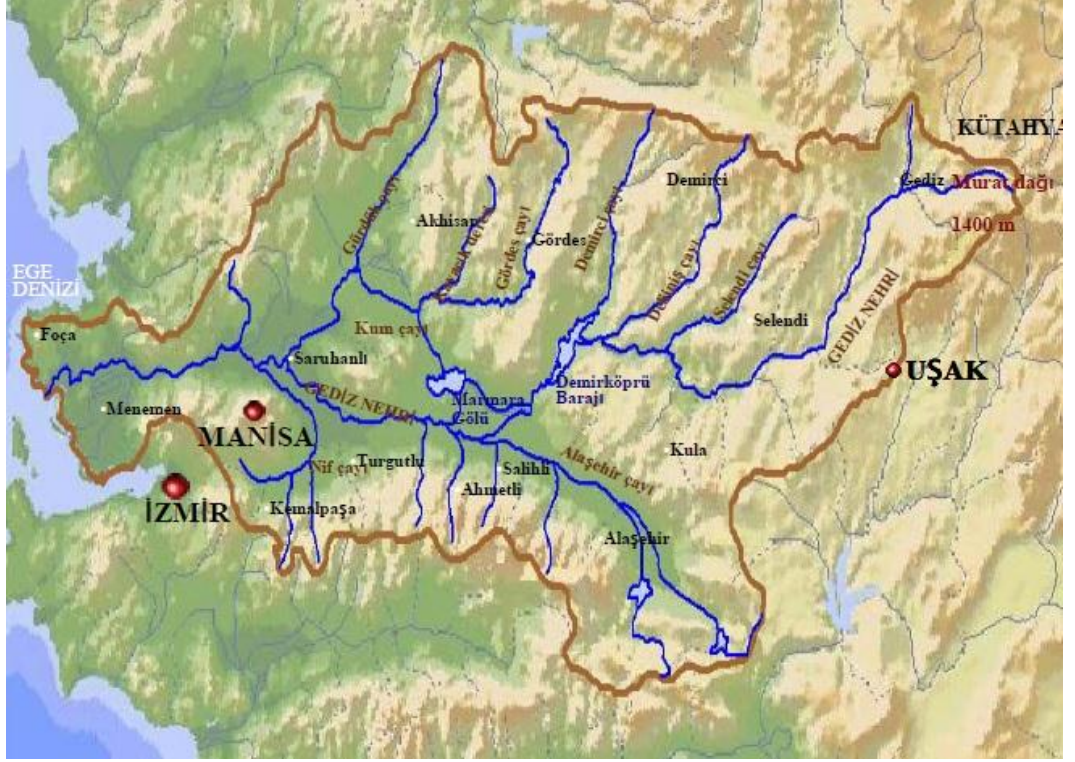 KÜTAHYA
Gediz
Murat dağı
1400 m
Demirci
Akhisar
Gürdük çayı
Gördes çayı
Gördes
Demirci çayı
Deliniş çayı
Selendi çayı
Selendi
GEDİZ NEHRİ
EGE
DENİZİ
Foça
Kum çayı
Saruhanlı
UŞAK
Menemen
GEDİZ NEHRİ
Marmara
Gölü
Demirköprü
Barajı
MANİSA
Nif çayı
Turgutlu
Salihli
Alaşehir çayı
Kula
Ahmetli
İZMİR
Kemalpaşa
Alaşehir